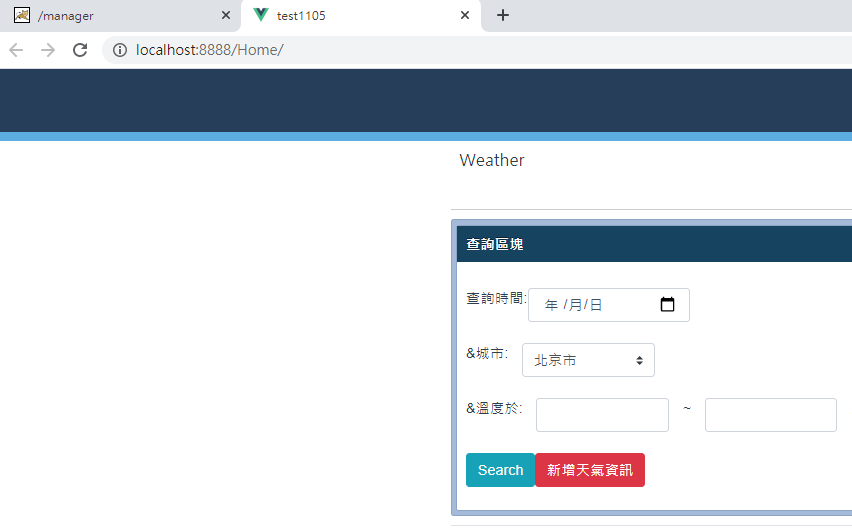 /manager
test1105
localhost:8888/Home/
Weather
查詢區塊
查詢時間: 年 /月/日
&城市: 北京市
&溫度於: ~
Search 新增天氣資訊